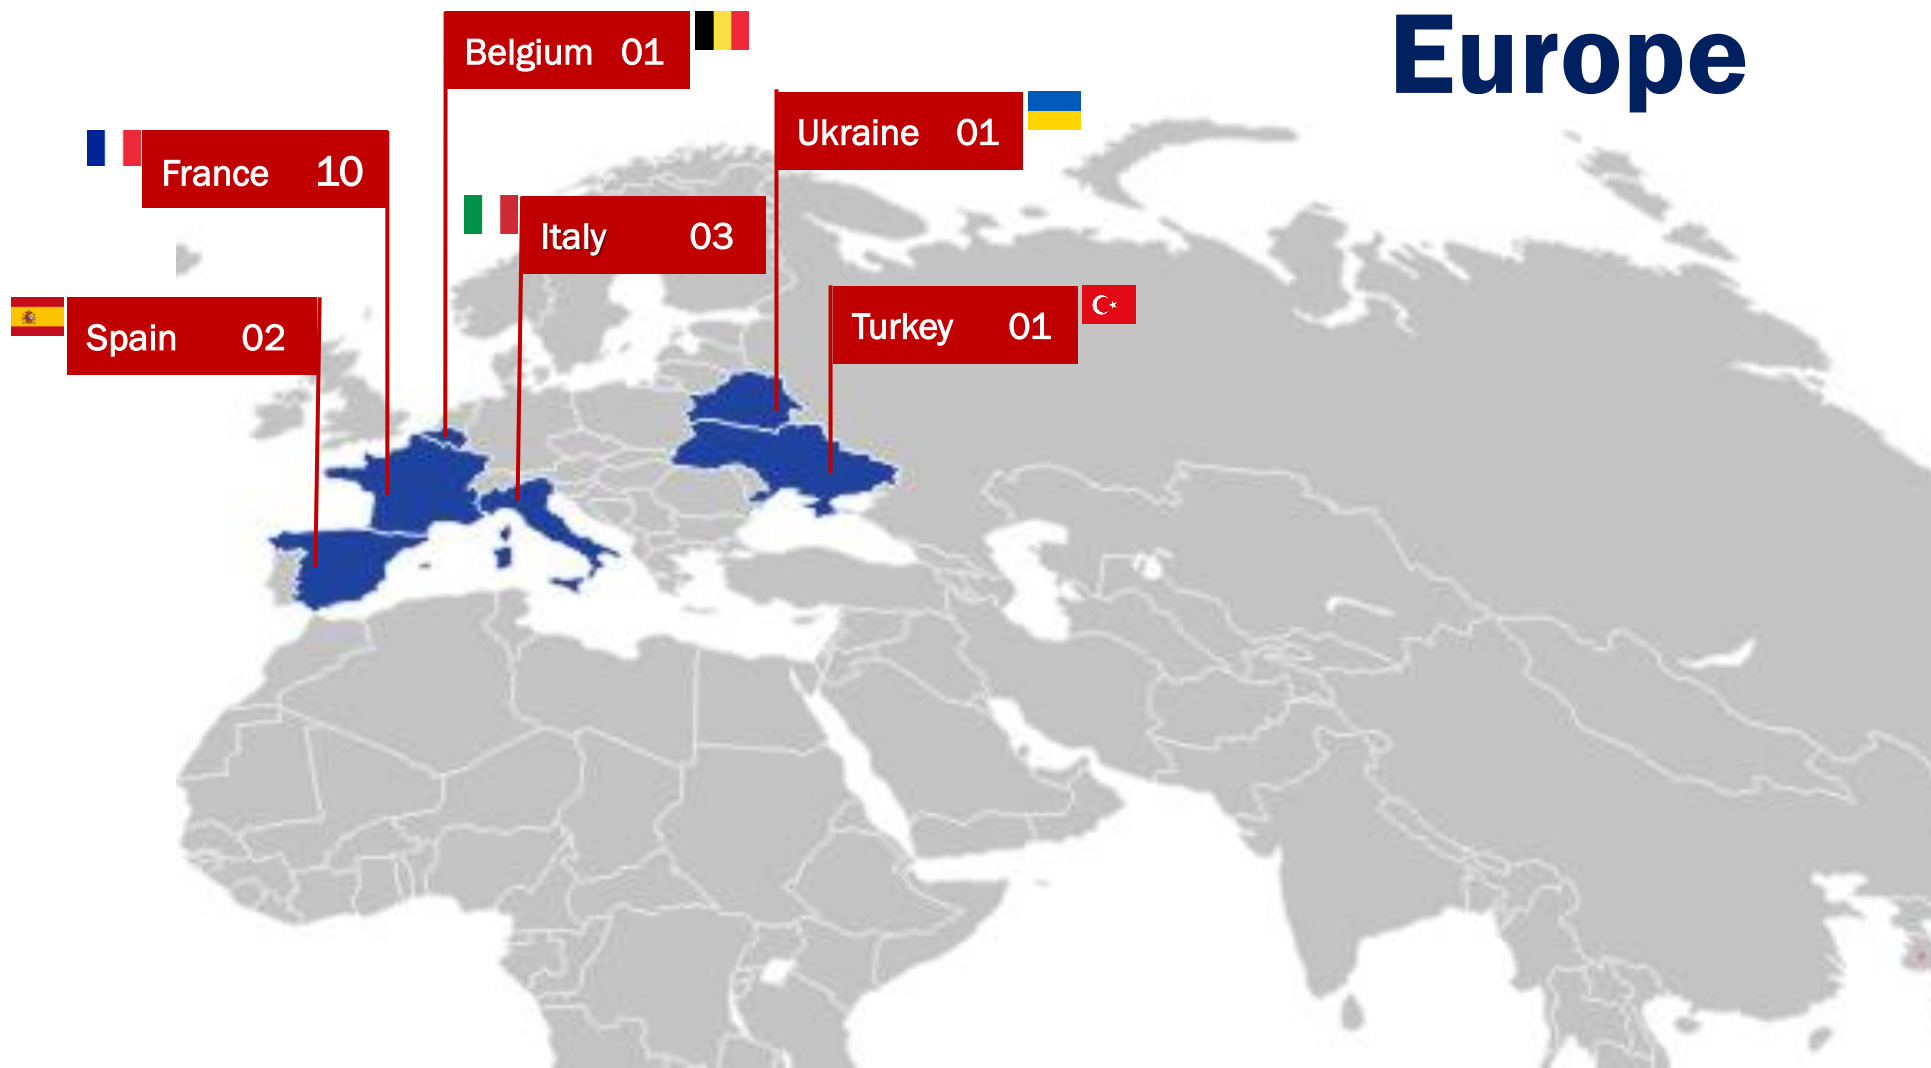 Europe
Belgium 01
Ukraine 01
France 10
Italy 03
Turkey 01
Spain 02